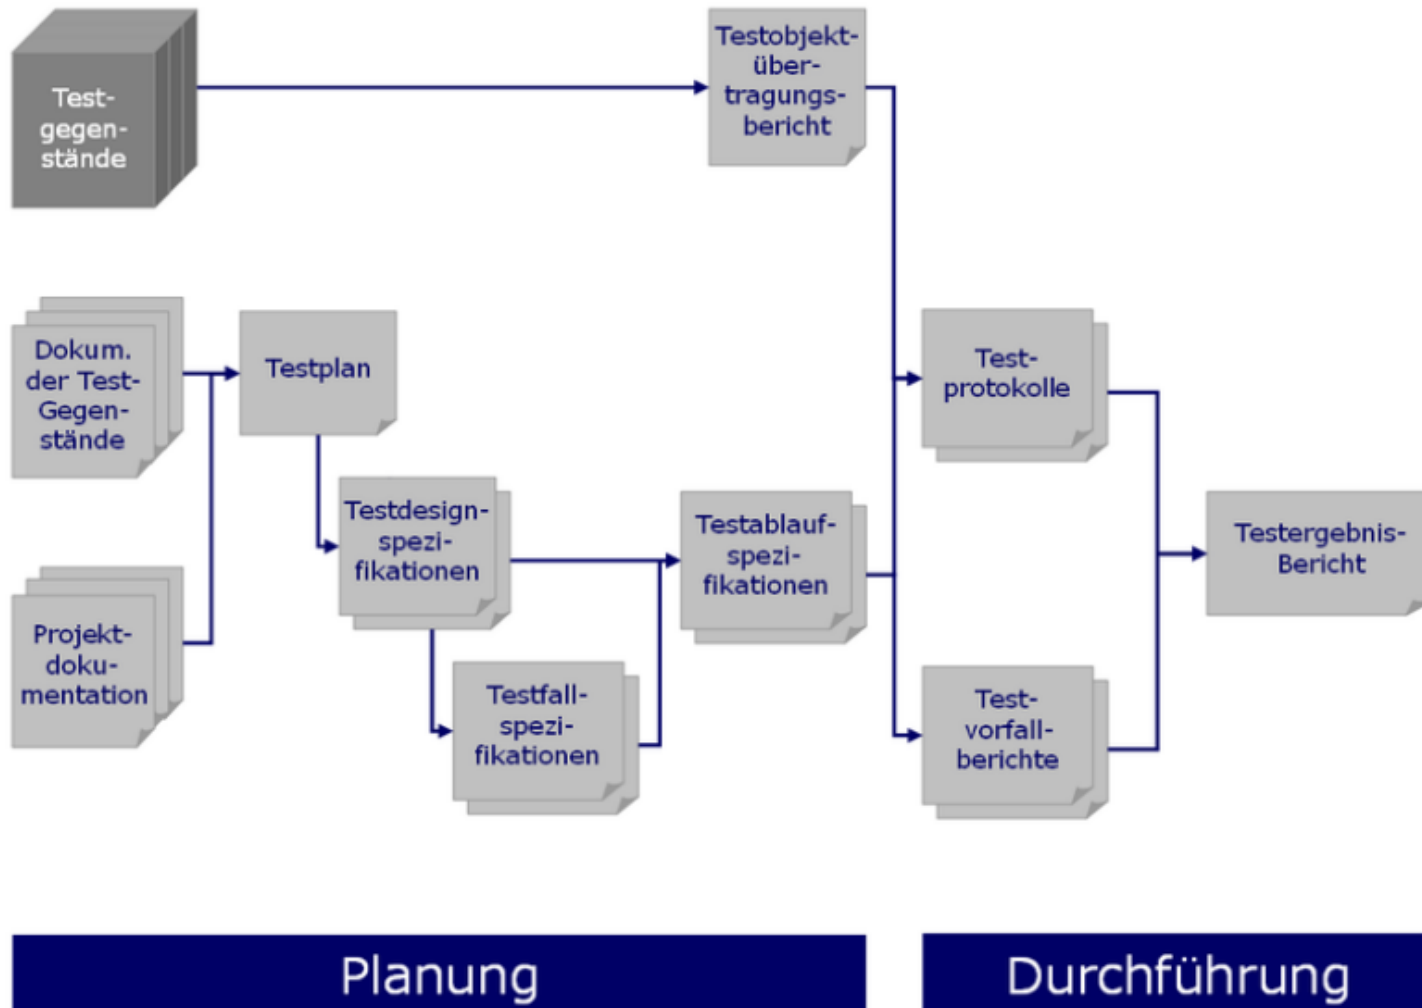 Test-
gegen-
stände
Testobjekt-
über-
tragungs-
bericht
Dokum.
der Test-
Gegen-
stände
Testplan
Test-
protokolle
Testdesign-
spezi-
fikationen
Testablauf-
spezi-
fikationen
Testergebnis-
Bericht
Projekt-
doku-
mentation
Testfall-
spezi-
fikationen
Test-
vorfall-
berichte
Planung
Durchführung